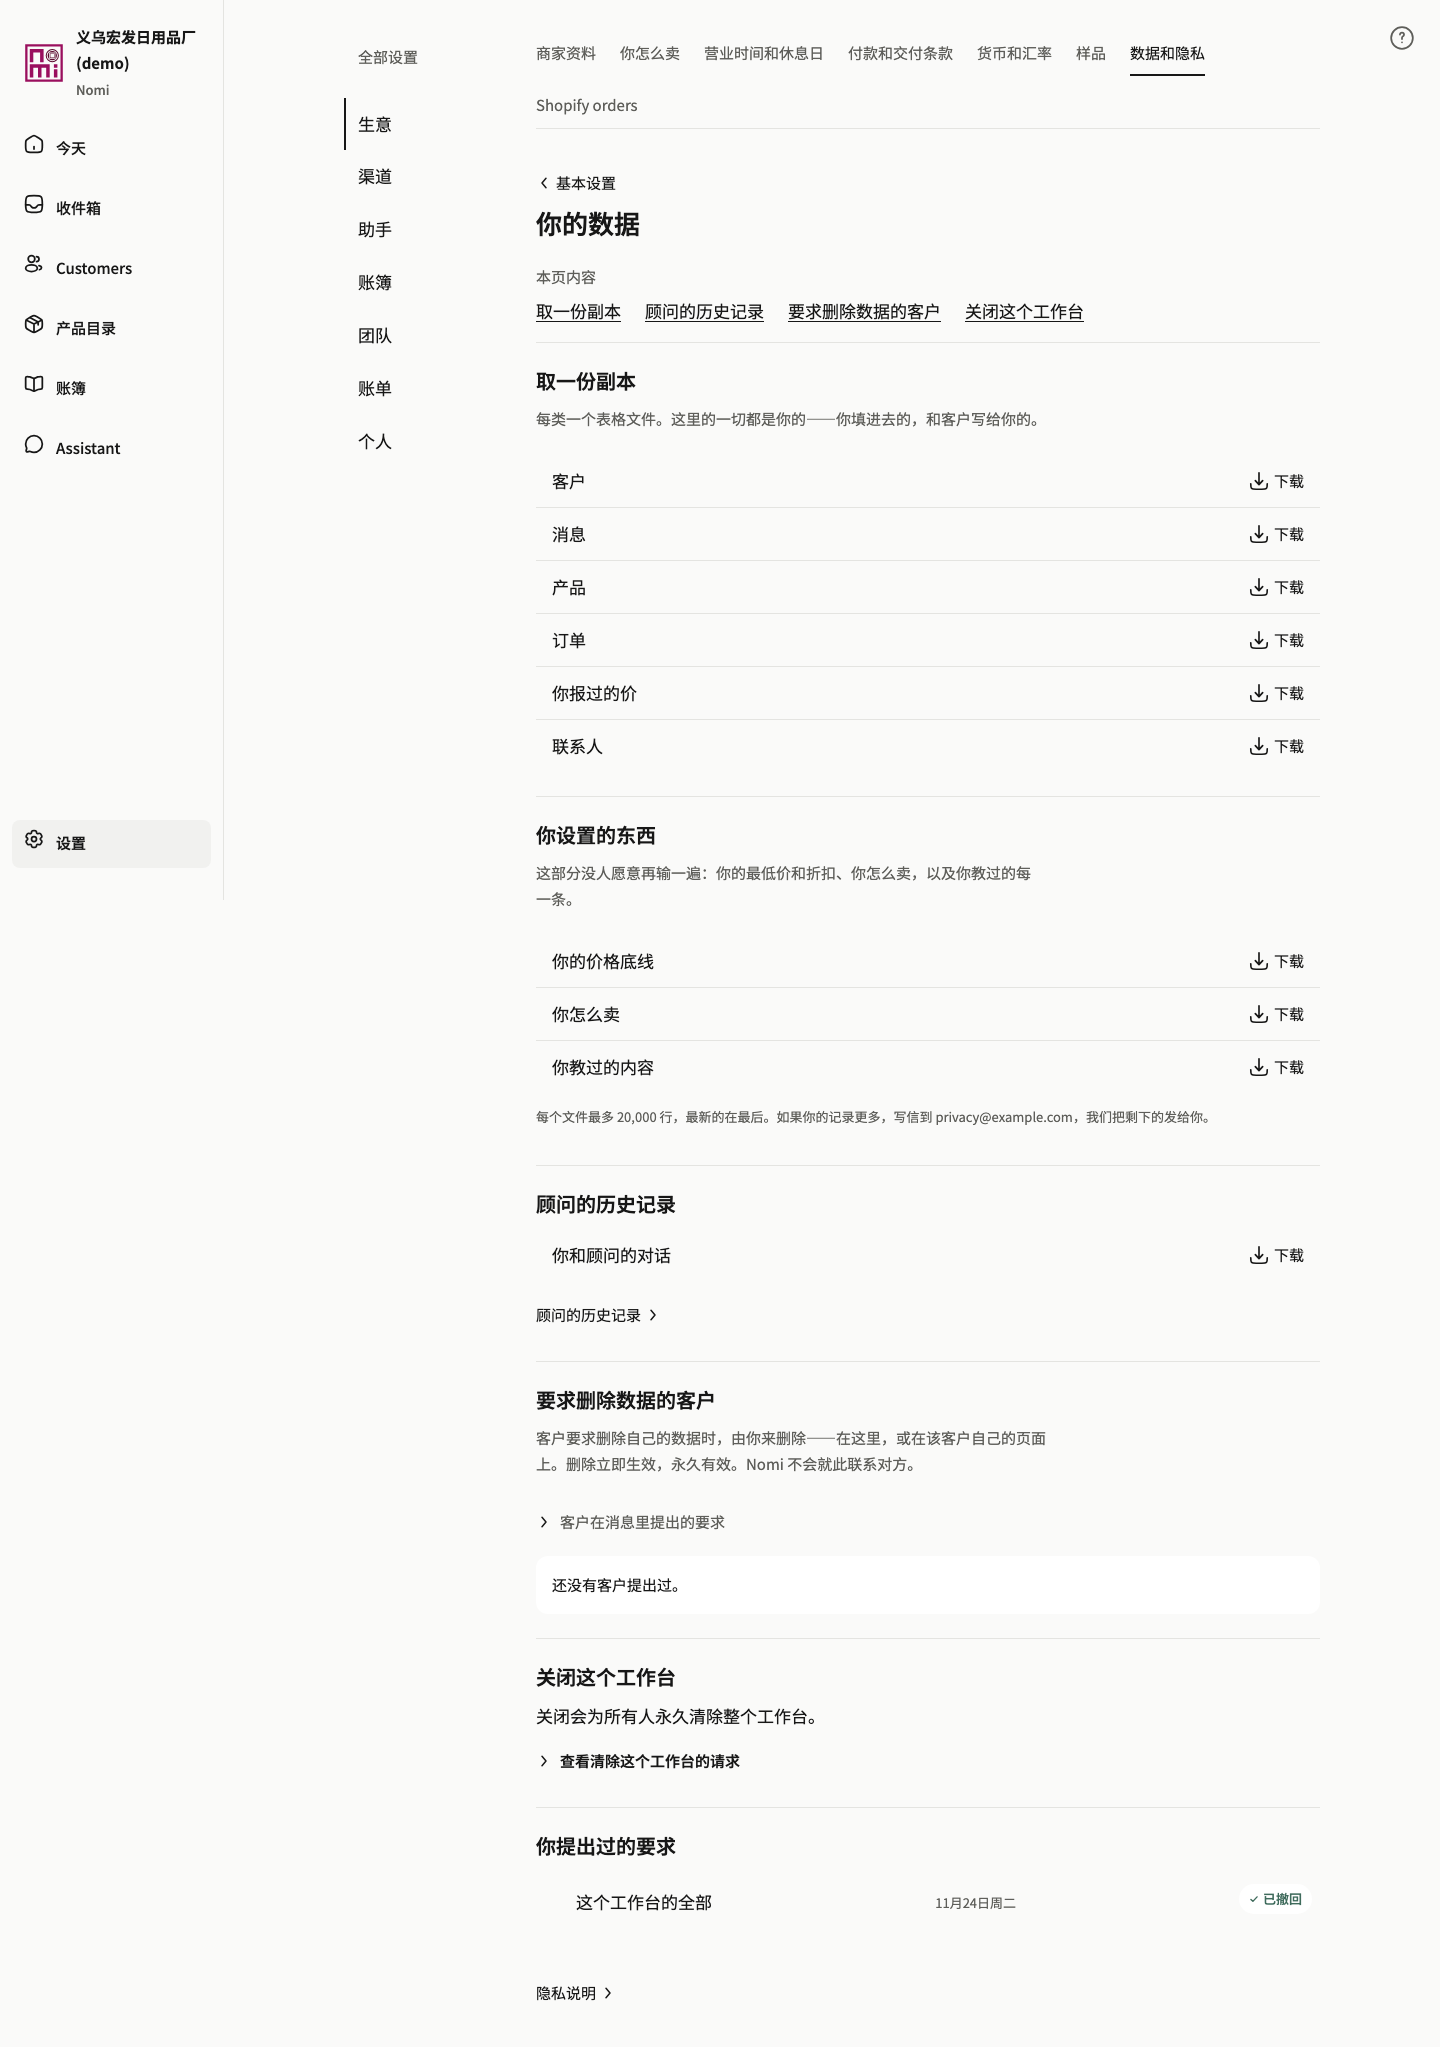 义乌宏发日用品厂
(demo)
Nomi
今天
收件箱
Customers
产品目录
账簿
Assistant
设置
全部设置
生意
渠道
助手
账簿
团队
账单
个人
商家资料 你怎么卖 营业时间和休息日 付款和交付条款 货币和汇率 样品 数据和隐私
Shopify orders
基本设置
你的数据
本页内容
取一份副本 顾问的历史记录 要求删除数据的客户 关闭这个工作台
取一份副本
每类一个表格文件。这里的一切都是你的——你填进去的，和客户写给你的。
客户 下载
消息 下载
产品 下载
订单 下载
你报过的价 下载
联系人 下载
你设置的东西
这部分没人愿意再输一遍：你的最低价和折扣、你怎么卖，以及你教过的每
一条。
你的价格底线 下载
你怎么卖 下载
你教过的内容 下载
每个文件最多 20,000 行，最新的在最后。如果你的记录更多，写信到 privacy@example.com，我们把剩下的发给你。
顾问的历史记录
你和顾问的对话 下载
顾问的历史记录
要求删除数据的客户
客户要求删除自己的数据时，由你来删除——在这里，或在该客户自己的页面
上。删除立即生效，永久有效。Nomi 不会就此联系对方。
客户在消息里提出的要求
还没有客户提出过。
关闭这个工作台
关闭会为所有人永久清除整个工作台。
查看清除这个工作台的请求
你提出过的要求
这个工作台的全部 11月24日周二 已撤回
隐私说明